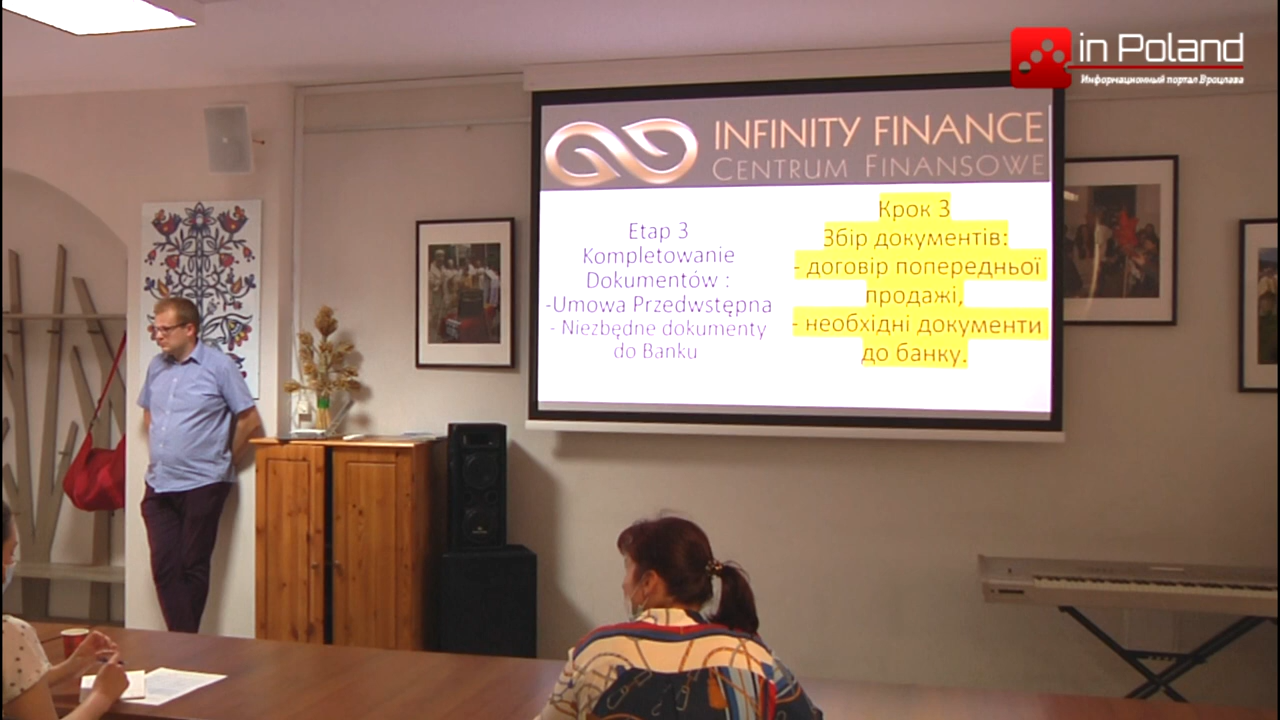 in Poland
Информационный портал Вроцлава
INFINITY FINANCE
CENTRUM FINANSOWE
Etap 3
Kompletowanie
Dokumentów :
-Umowa Przedwstępna
- Niezbędne dokumenty
do Banku
Крок 3
Збір документів:
- договір попередньої
продажі,
- необхідні документи
до банку.